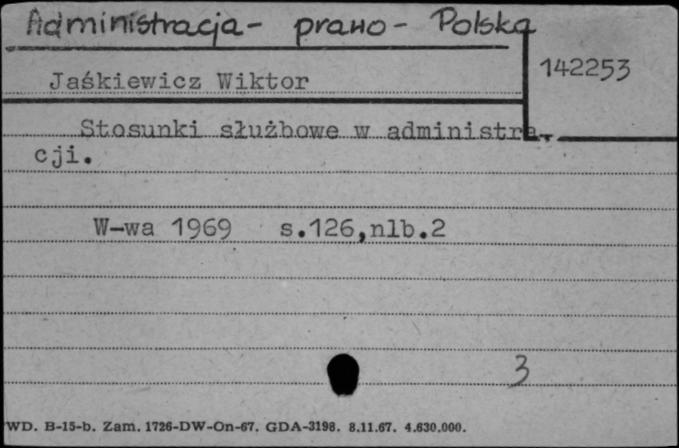 Administracja - prawo - Polska
142253
Jaśkiewicz Wiktor
Stosunki służbowe w administra-
cji.
W-wa 1969 s.126,nlb.2
3
WD. B-15-b. Zam. 1726-DW-On-67. GDA-3198. 8.11.67. 4.630.000.